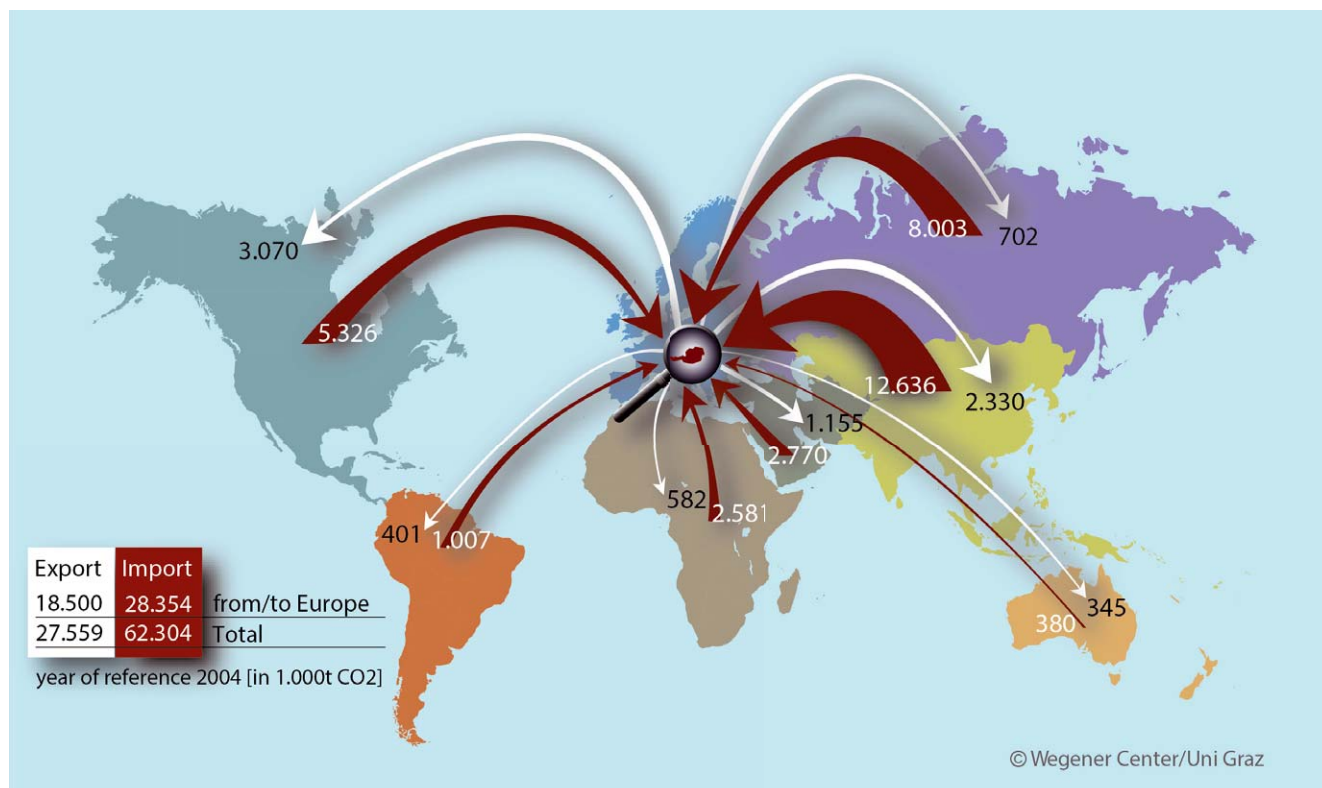 3.070
8.003
702
5.326
12.636
2.330
1.155
2.770
582
2.581
401
1.007
345
380
Export Import
18.500 28.354 from/to Europe
27.559 62.304 Total
year of reference 2004 [in 1.000t CO2]
© Wegener Center/Uni Graz